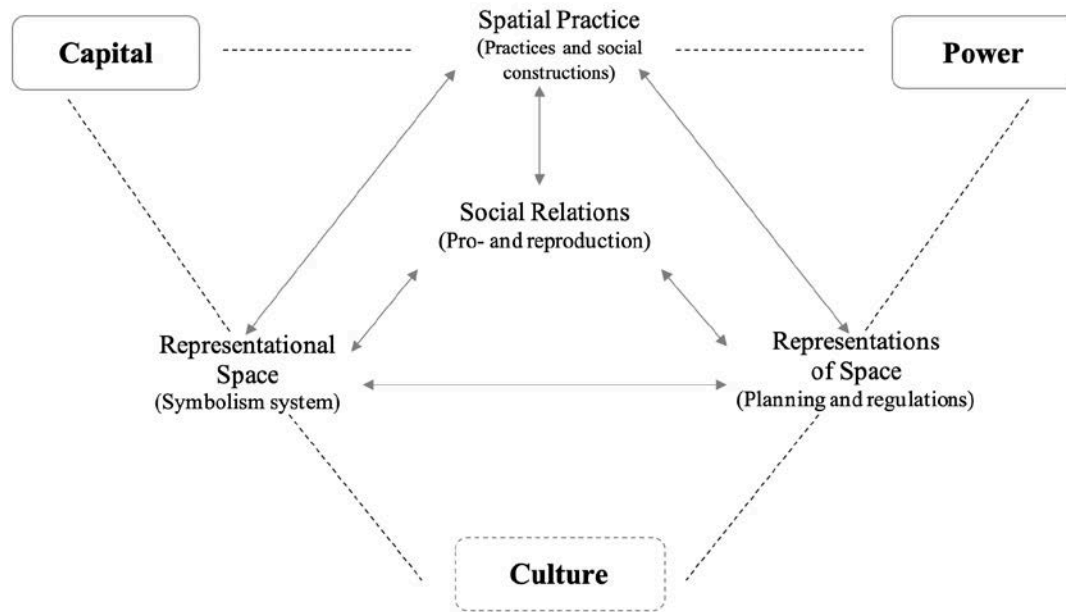 Capital
Spatial Practice
(Practices and social
constructions)
Power
Social Relations
(Pro- and reproduction)
Representational
Space
(Symbolism system)
Representations
of Space
(Planning and regulations)
Culture